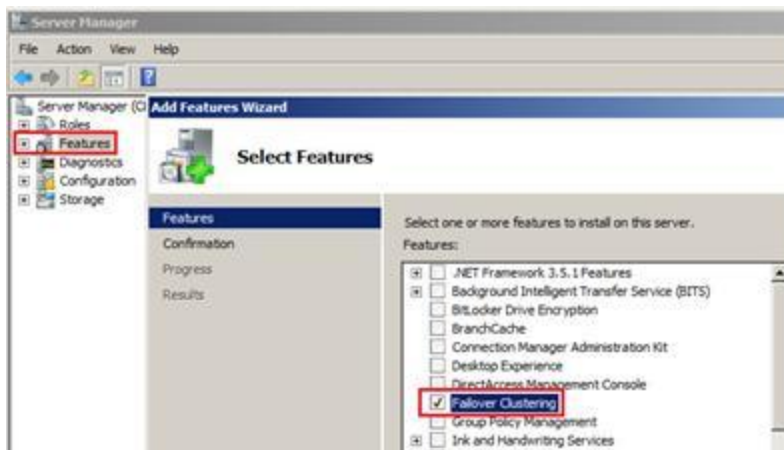 Server Manager
File Action View Help
Server Manager (C
Roles
Features
Diagnostics
Configuration
Storage
Add Features Wizard
Select Features
Features
Confirmation
Progress
Results
Select one or more features to install on this server.
Features:
.NET Framework 3.5.1 Features
Background Intelligent Transfer Service (BITS)
BitLocker Drive Encryption
BranchCache
Connection Manager Administration Kit
Desktop Experience
DirectAccess Management Console
Failover Clustering
Group Policy Management
Ink and Handwriting Services